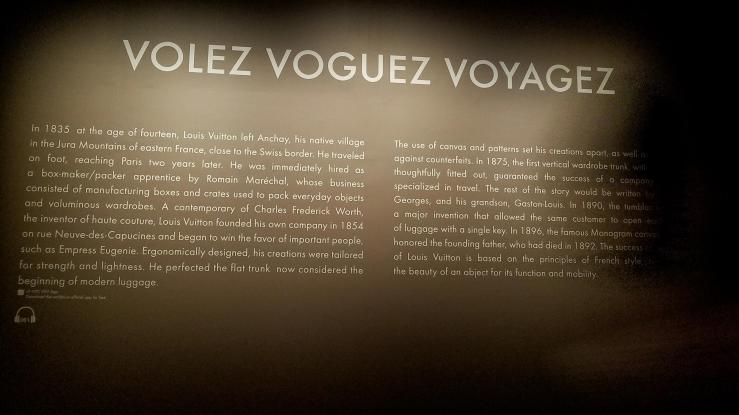 VOLEZ VOGUEZ VOYAGEZ
In 1835 at the age of fourteen, Louis Vuitton left Anchay, his native village
in the Jura Mountains of eastern France, close to the Swiss border. He traveled
on foot, reaching Paris two years later. He was immediately hired as
a box-maker/packer apprentice by Romain Maréchal, whose business
consisted of manufacturing boxes and crates used to pack everyday objects
and voluminous wardrobes. A contemporary of Charles Frederick Worth,
the inventor of haute couture, Louis Vuitton founded his own company in 1854
on rue Neuve-des-Capucines and began to win the favor of important people,
such as Empress Eugenie. Ergonomically designed, his creations were tailored
for strength and lightness. He perfected the flat trunk now considered the
beginning of modern luggage.
The use of canvas and patterns set his creations apart, as well
against counterfeits. In 1875, the first vertical wardrobe trunk,
thoughtfully fitted out, guaranteed the success of a company
specialized in travel. The rest of the story would be written
Georges, and his grandson, Gaston-Louis. In 1890, the
a major invention that allowed the same customer to open
of luggage with a single key. In 1896, the famous Monogram
honored the founding father, who had died in 1892. The success
of Louis Vuitton is based on the principles of French style,
the beauty of an object for its function and mobility.